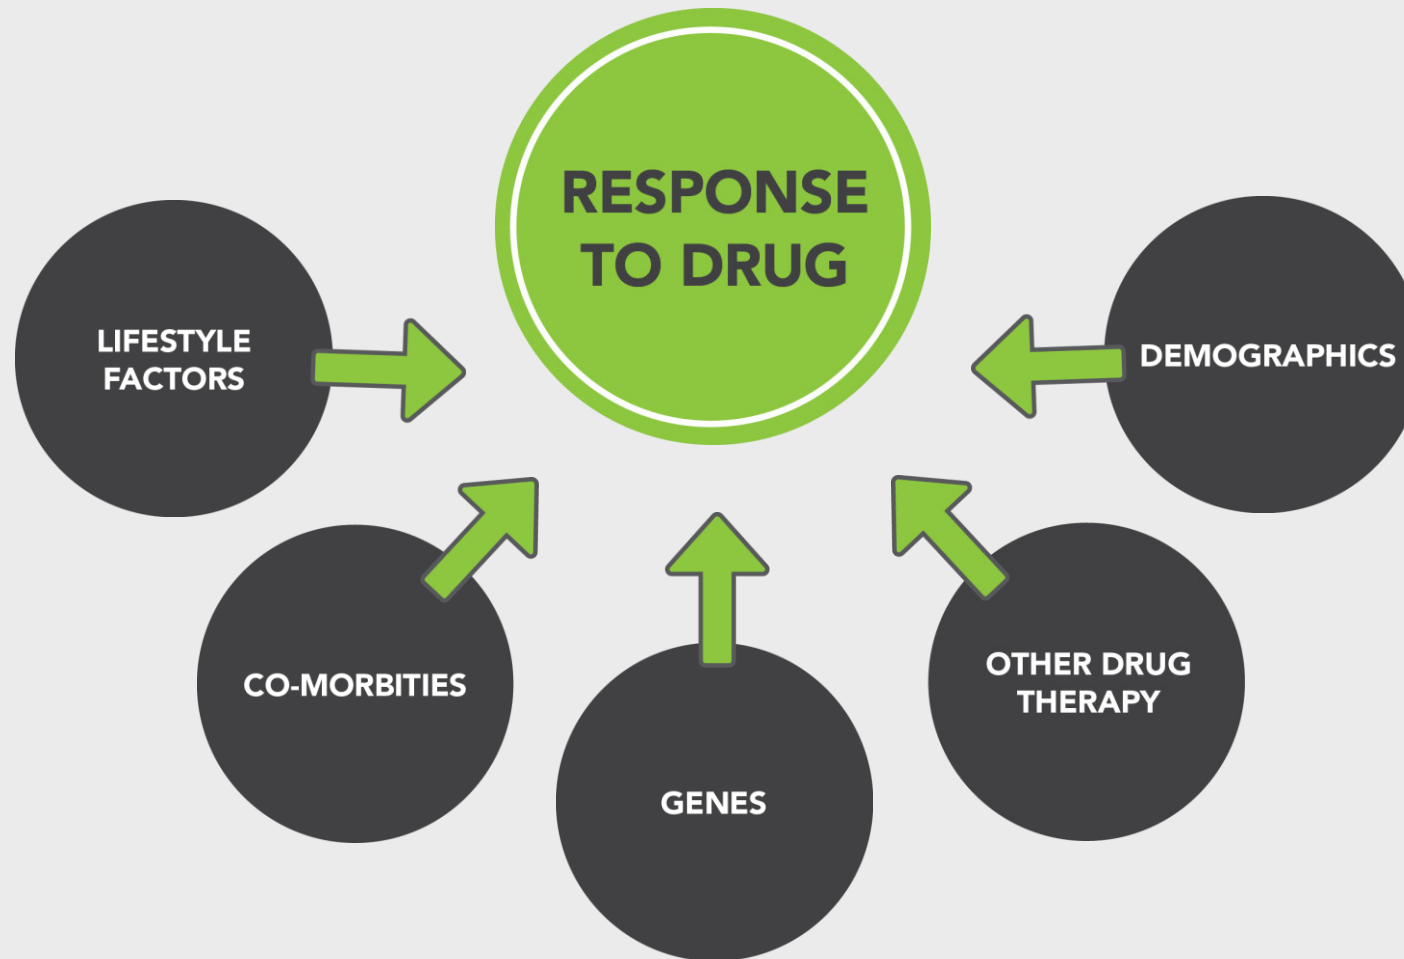 RESPONSE
TO DRUG
LIFESTYLE
FACTORS
DEMOGRAPHICS
CO-MORBITIES
OTHER DRUG
THERAPY
GENES